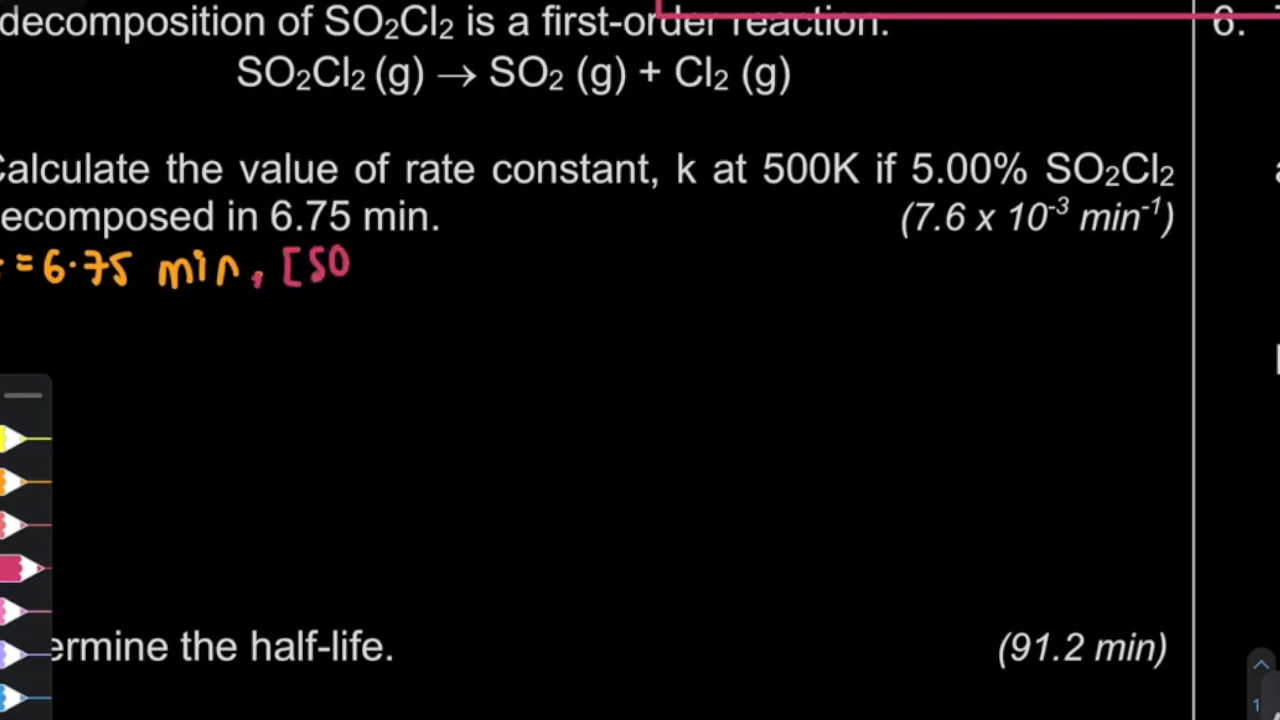 decomposition of SO₂Cl₂ is a first-order reaction.
SO₂Cl₂ (g) → SO₂ (g) + Cl₂ (g)
Calculate the value of rate constant, k at 500K if 5.00% SO₂Cl₂
ecomposed in 6.75 min. (7.6 x 10⁻³ min⁻¹)
= 6.75 min, [SO
ermine the half-life. (91.2 min)
6.
1